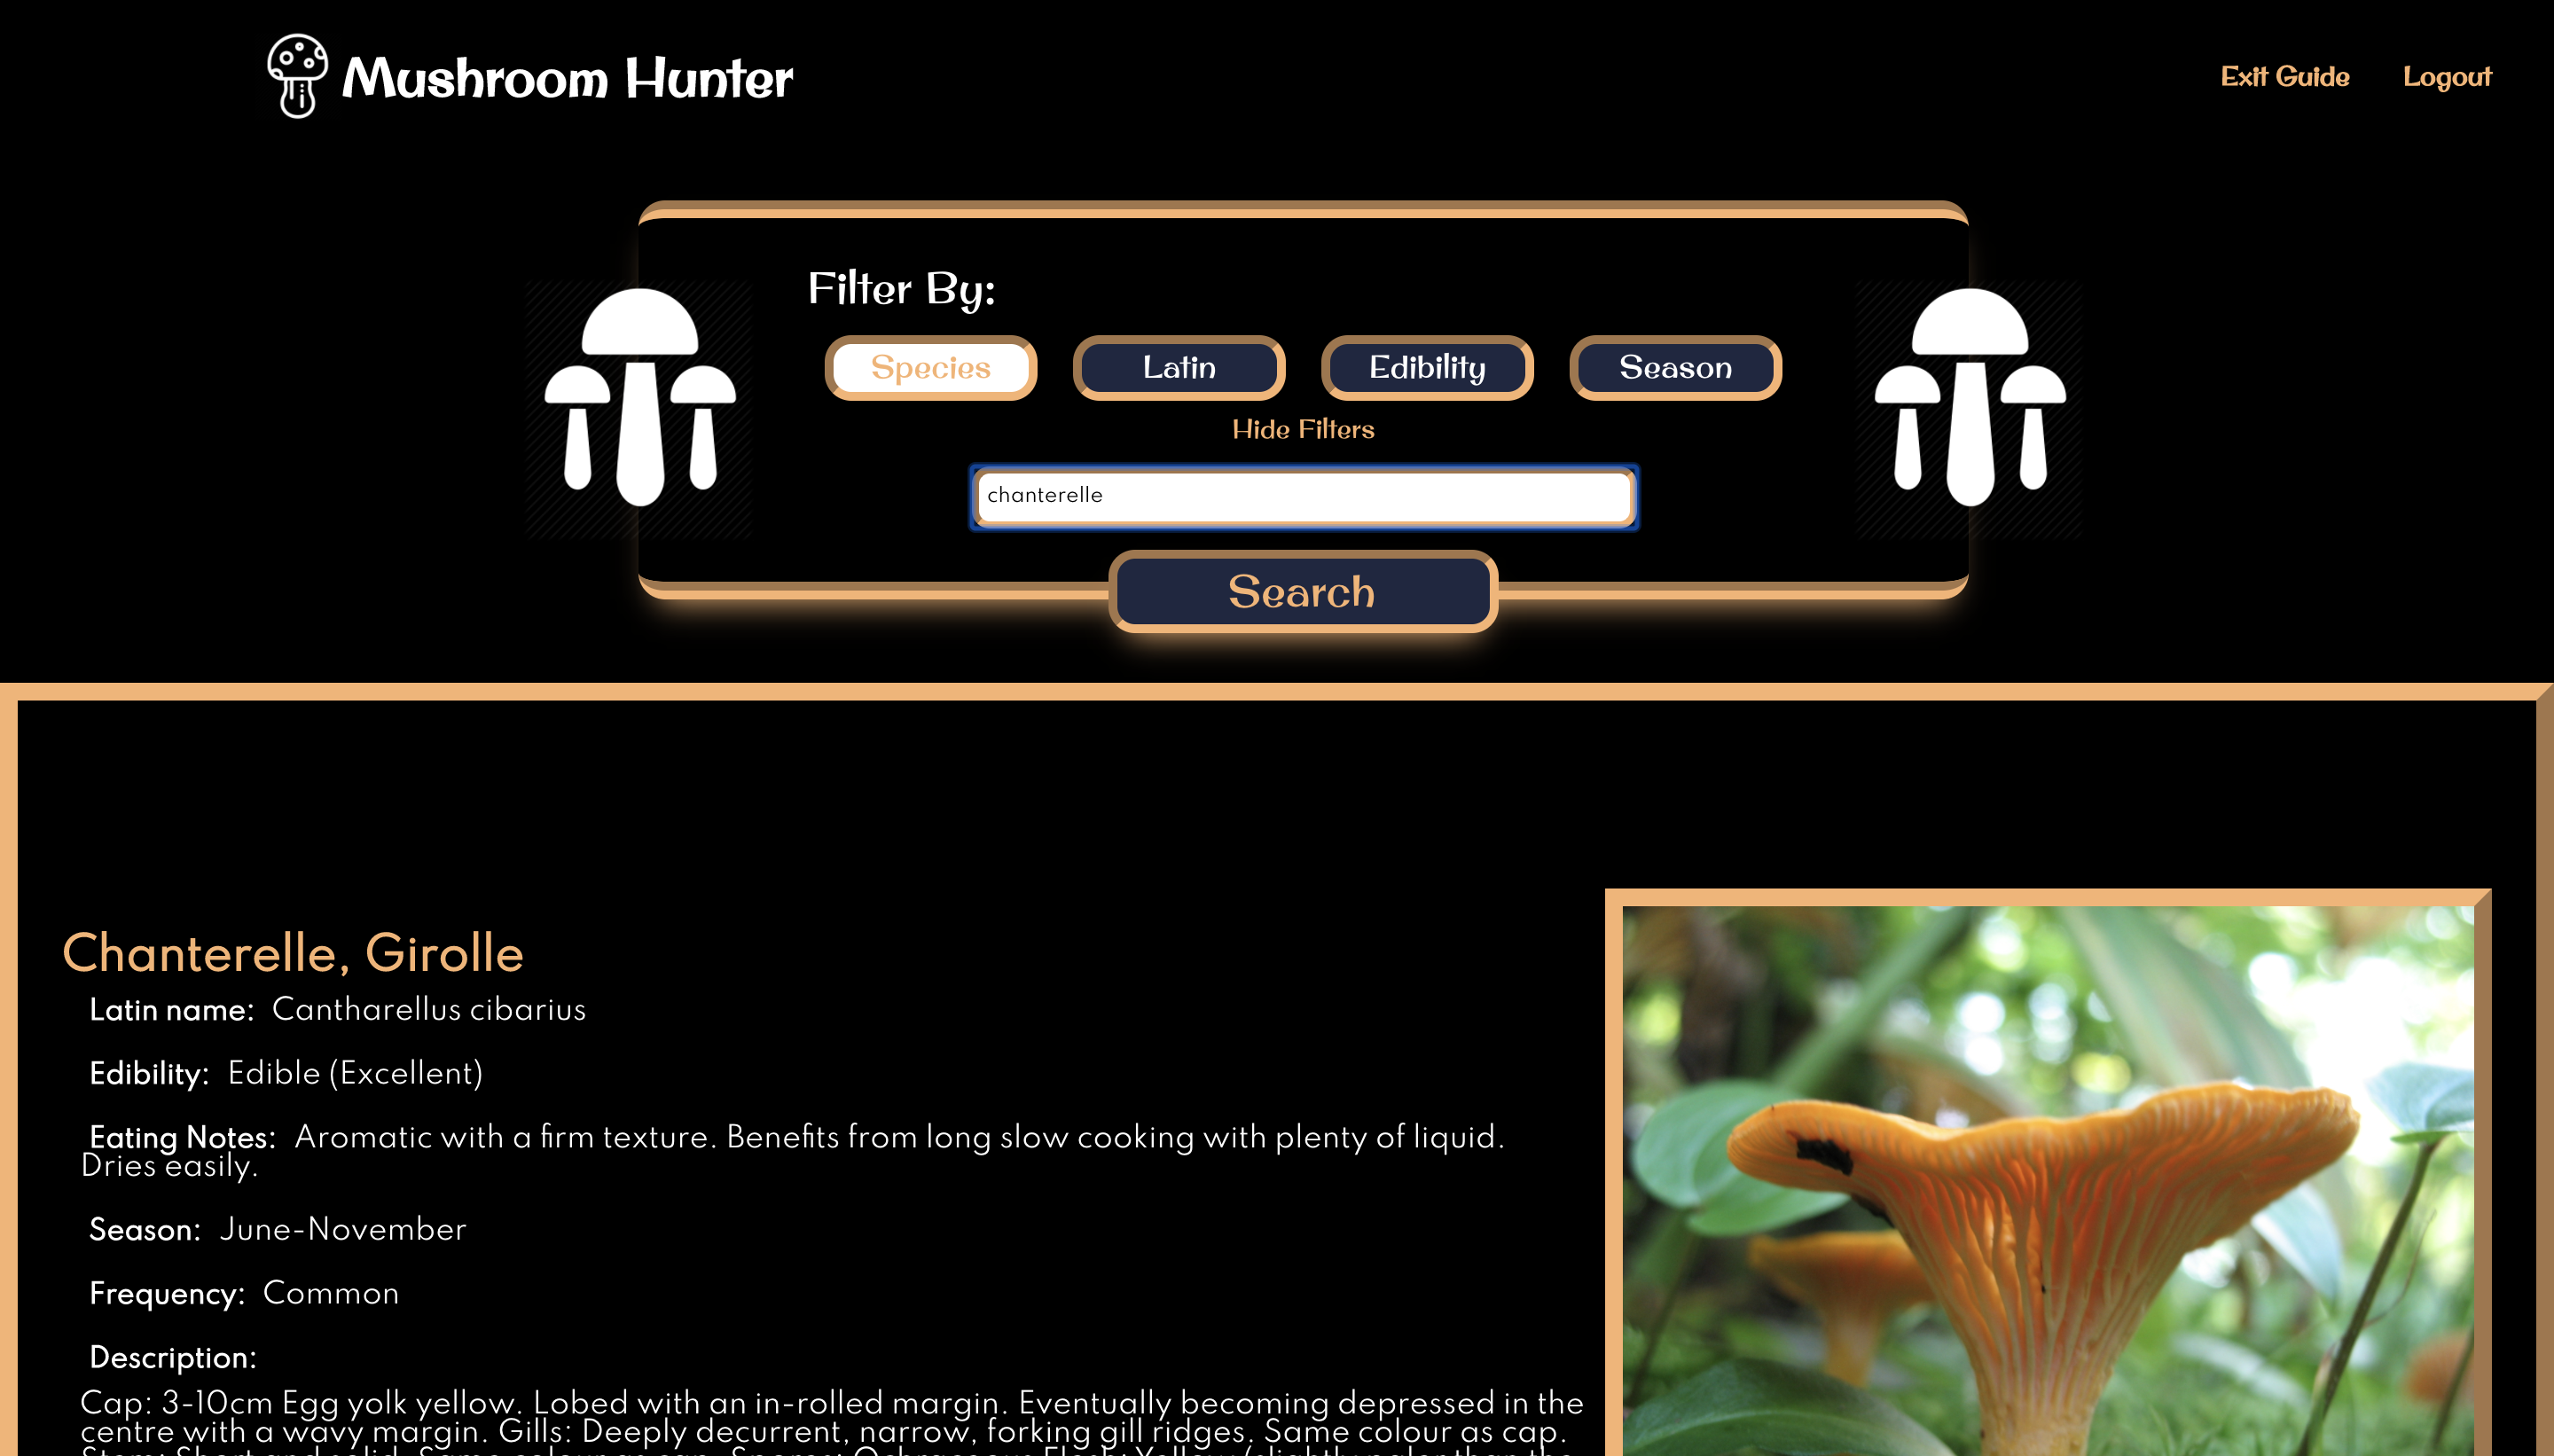 Mushroom Hunter
Exit Guide
Logout
Filter By:
Species
Latin
Edibility
Season
Hide Filters
chanterelle
Search
Chanterelle, Girolle
Latin name: Cantharellus cibarius
Edibility: Edible (Excellent)
Eating Notes: Aromatic with a firm texture. Benefits from long slow cooking with plenty of liquid.
Dries easily.
Season: June-November
Frequency: Common
Description:
Cap: 3-10cm Egg yolk yellow. Lobed with an in-rolled margin. Eventually becoming depressed in the
centre with a wavy margin. Gills: Deeply decurrent, narrow, forking gill ridges. Same colour as cap.